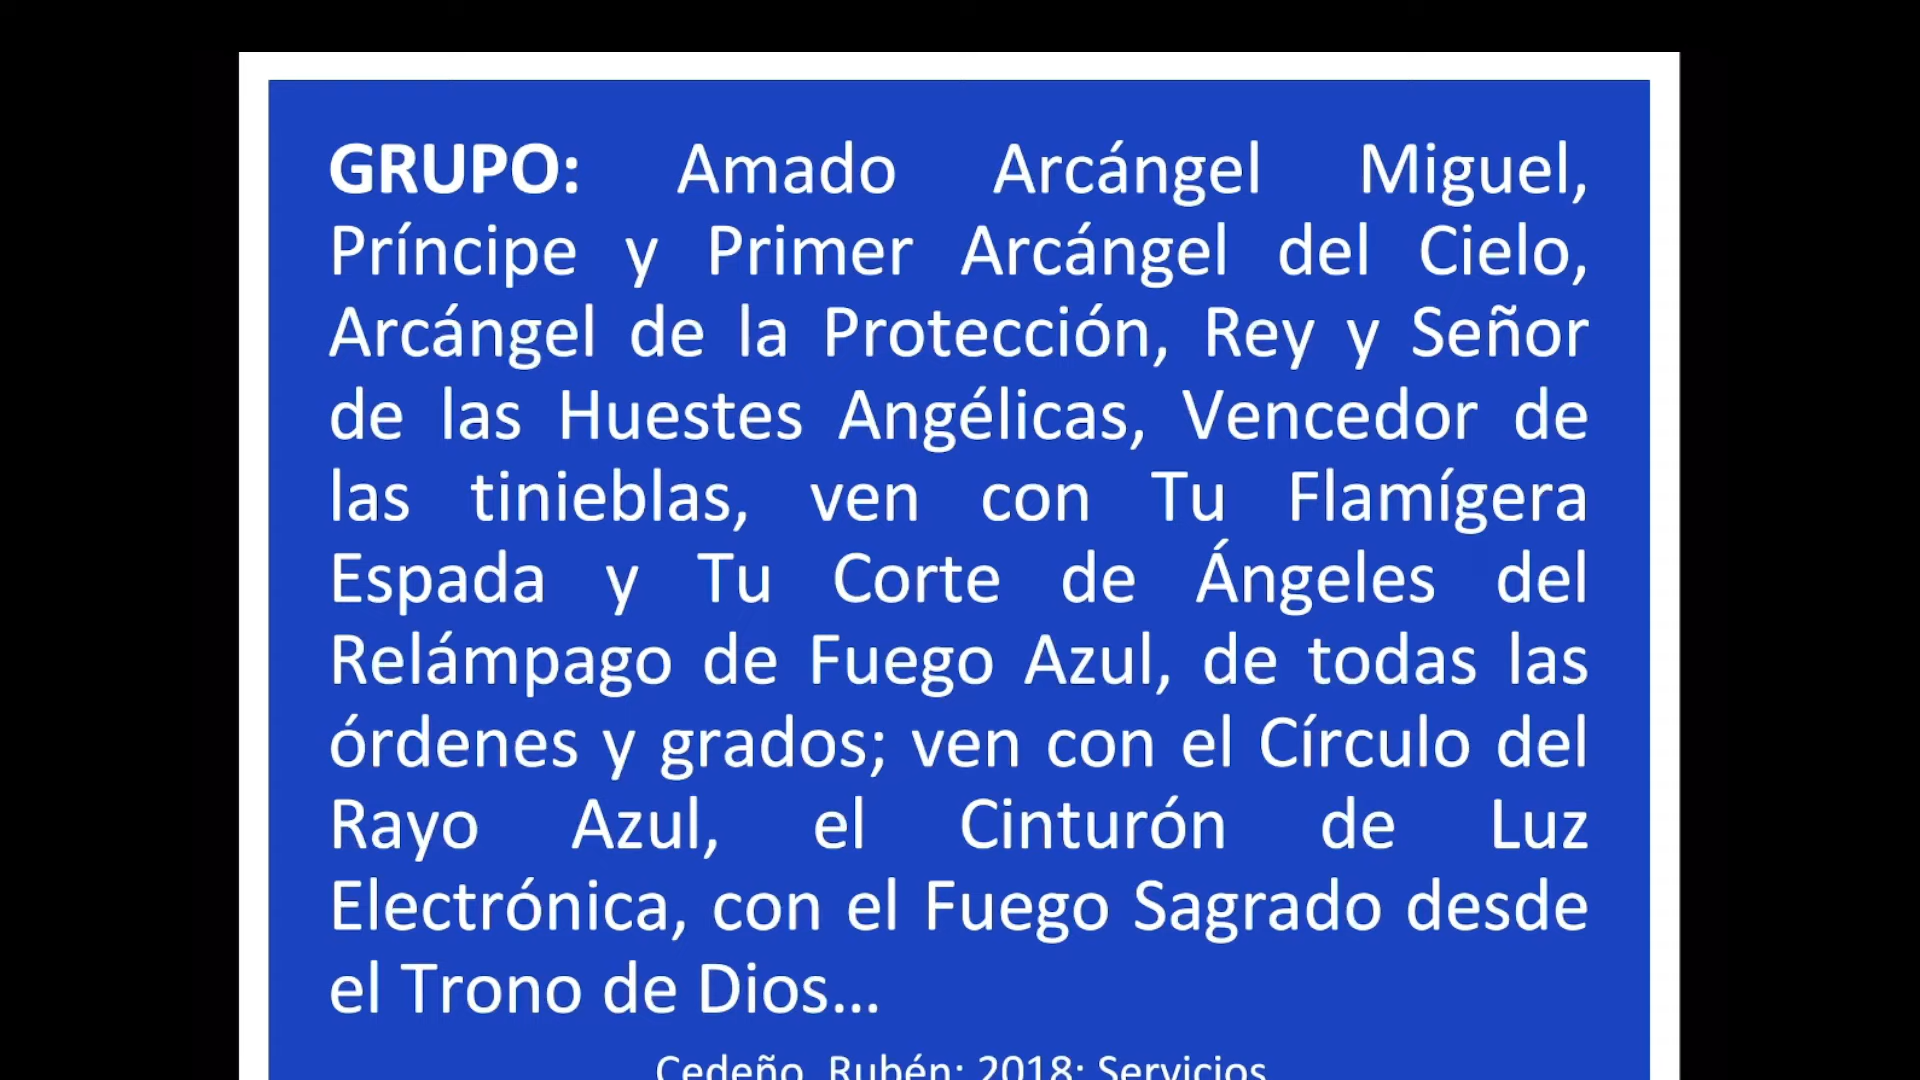 GRUPO: Amado Arcángel Miguel,
Príncipe y Primer Arcángel del Cielo,
Arcángel de la Protección, Rey y Señor
de las Huestes Angélicas, Vencedor de
las tinieblas, ven con Tu Flamígera
Espada y Tu Corte de Ángeles del
Relámpago de Fuego Azul, de todas las
órdenes y grados; ven con el Círculo del
Rayo Azul, el Cinturón de Luz
Electrónica, con el Fuego Sagrado desde
el Trono de Dios...
Cedeño, Rubén; 2018; Servicios